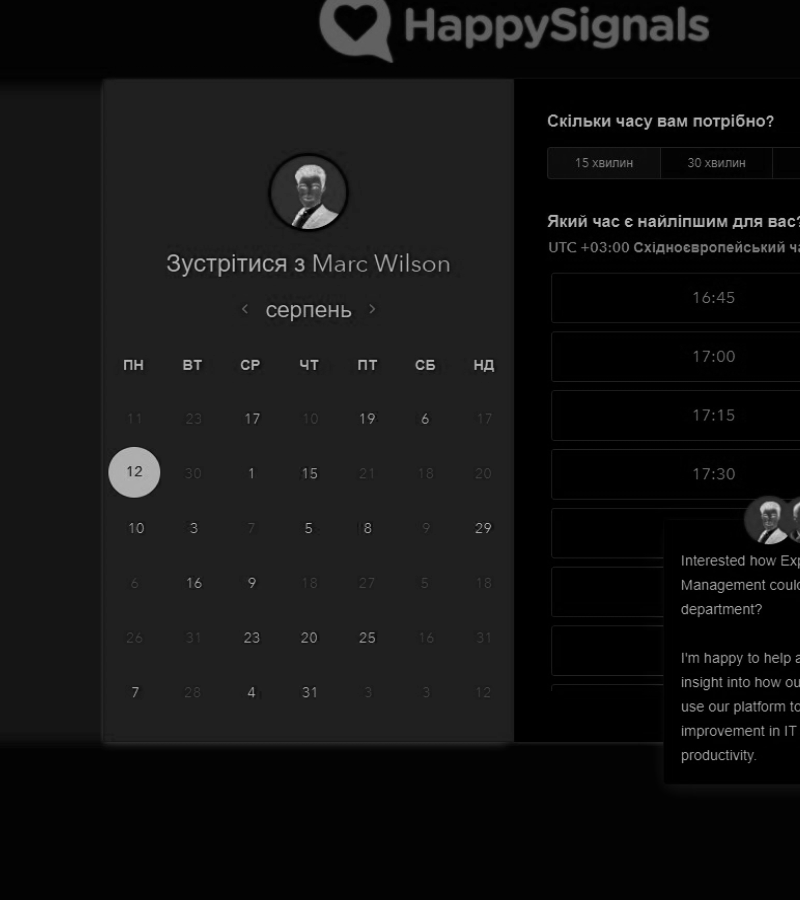 HappySignals
Зустрітися з Marc Wilson
серпень
ПН ВТ СР ЧТ ПТ СБ НД
11 23 17 10 19 6 17
12 30 1 15 21 18 20
10 3 7 5 8 9 29
6 16 9 18 27 5 18
26 31 23 20 25 16 31
7 28 4 31 3 3 12
Скільки часу вам потрібно?
15 хвилин 30 хвилин
Який час є найліпшим для вас?
UTC +03:00 Східноєвропейський
16:45
17:00
17:15
17:30
Interested how
Management
department?
I'm happy to help
insight into how
use our platform
improvement in IT
productivity.